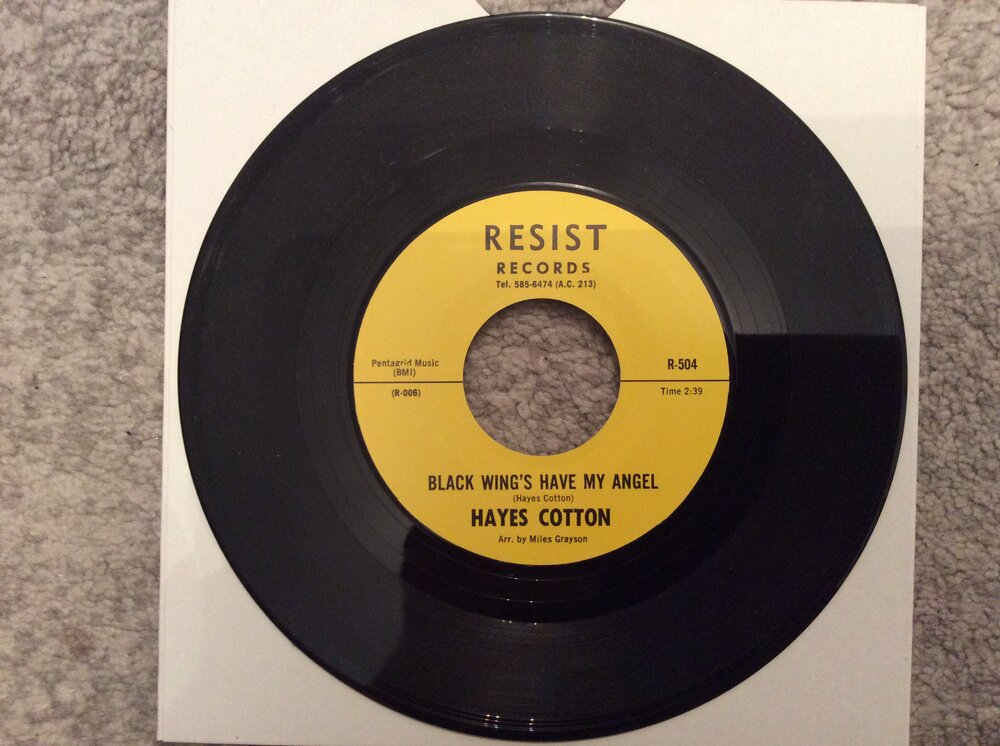 RESIST
RECORDS
Tel. 585-6474 (A.C. 213)
Pentagrid Music
(BMI)
R-504
(R-006)
Time 2:39
BLACK WING'S HAVE MY ANGEL
(Hayes Cotton)
HAYES COTTON
Arr. by Miles Grayson